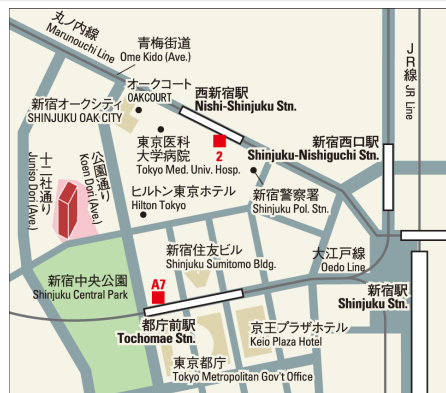 丸ノ内線
Marunouchi Line
青梅街道
Ome Kido (Ave.)
オークコート
OAKCOURT
西新宿駅
Nishi-Shinjuku Stn.
JR線
JR Line
新宿オークシティ
SHINJUKU OAK CITY
東京医科
大学病院
Tokyo Med. Univ. Hosp.
2
新宿西口駅
Shinjuku-Nishiguchi Stn.
十二社通り
Juniso Dori (Ave.)
公園通り
Koen Dori (Ave.)
ヒルトン東京ホテル
Hilton Tokyo
新宿警察署
Shinjuku Pol. Stn.
新宿住友ビル
Shinjuku Sumitomo Bldg.
大江戸線
Oedo Line
新宿中央公園
Shinjuku Central Park
A7
新宿駅
Shinjuku Stn.
都庁前駅
Tochomae Stn.
京王プラザホテル
Keio Plaza Hotel
東京都庁
Tokyo Metropolitan Gov't Office